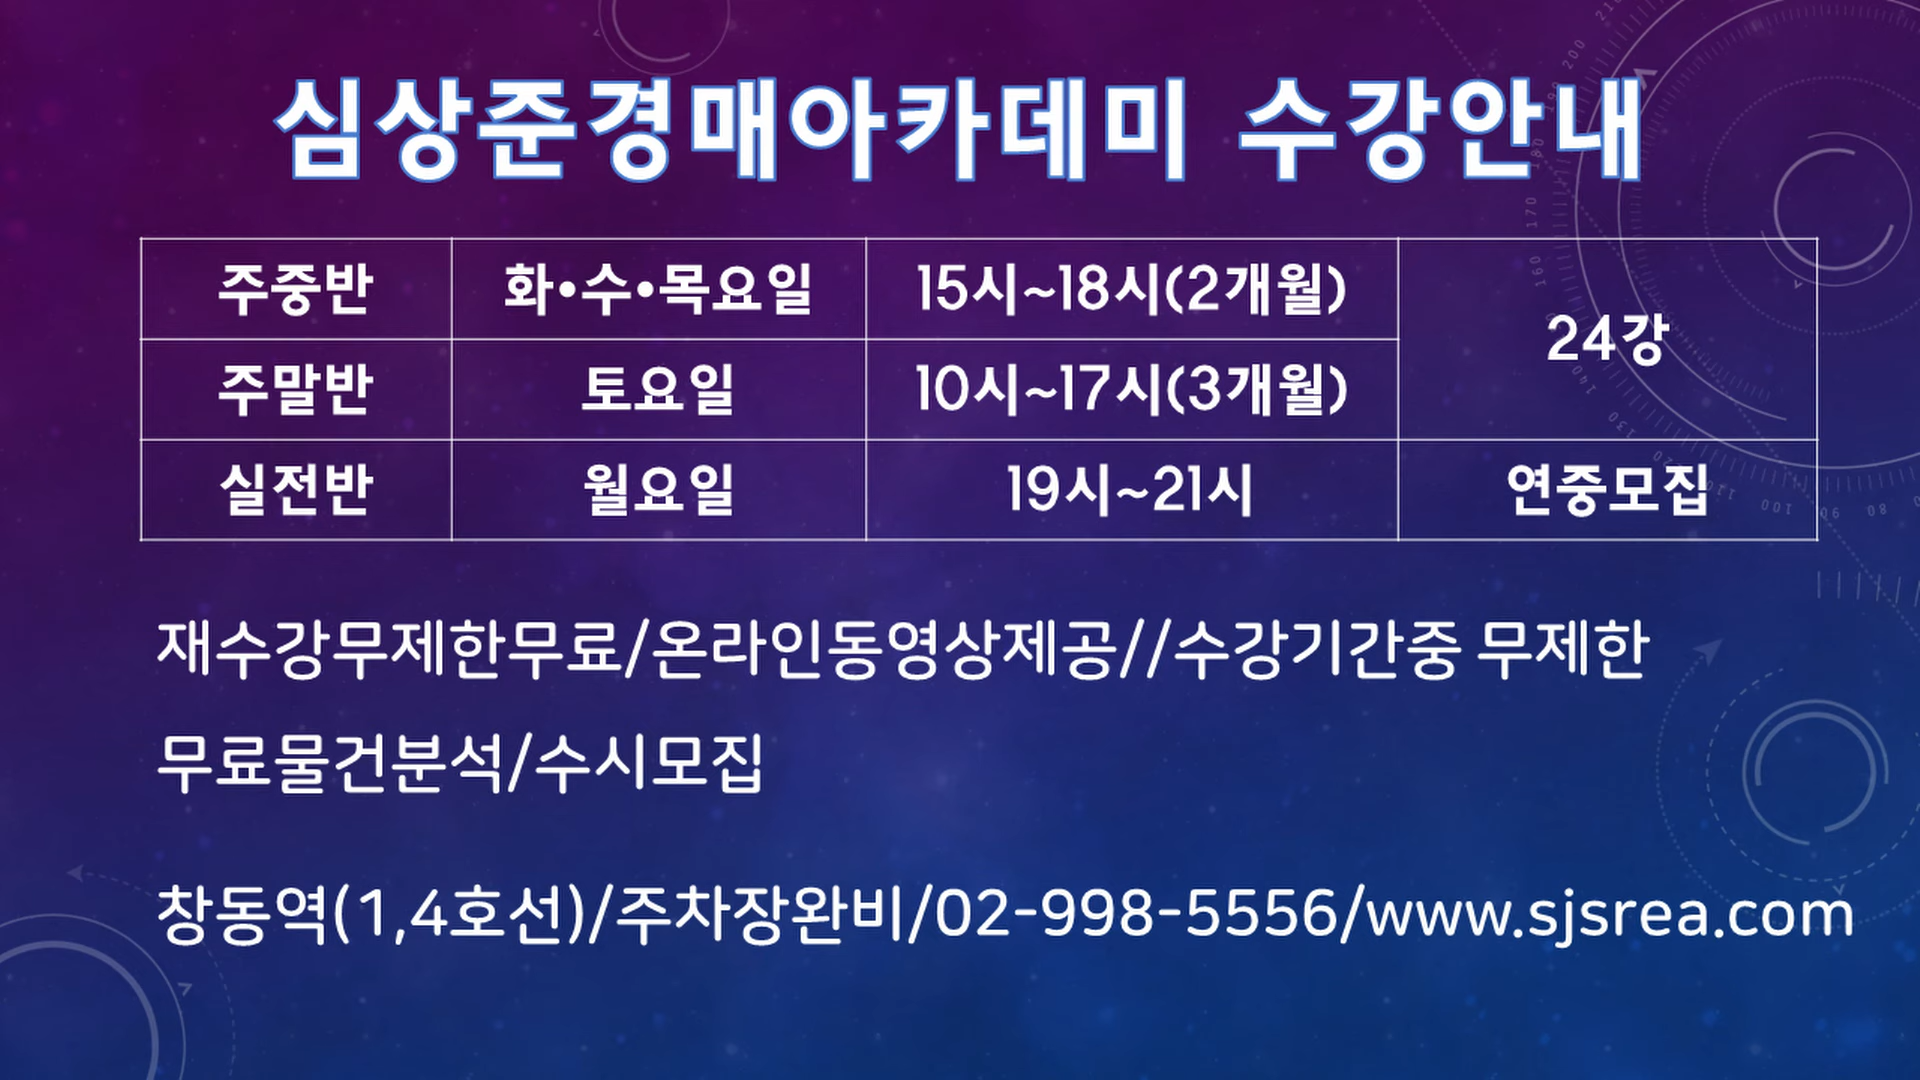 심상준경매아카데미 수강안내
주중반 화•수•목요일 15시~18시(2개월) 24강
주말반 토요일 10시~17시(3개월)
실전반 월요일 19시~21시 연중모집
재수강무제한무료/온라인동영상제공//수강기간중 무제한
무료물건분석/수시모집
창동역(1,4호선)/주차장완비/02-998-5556/www.sjsrea.com